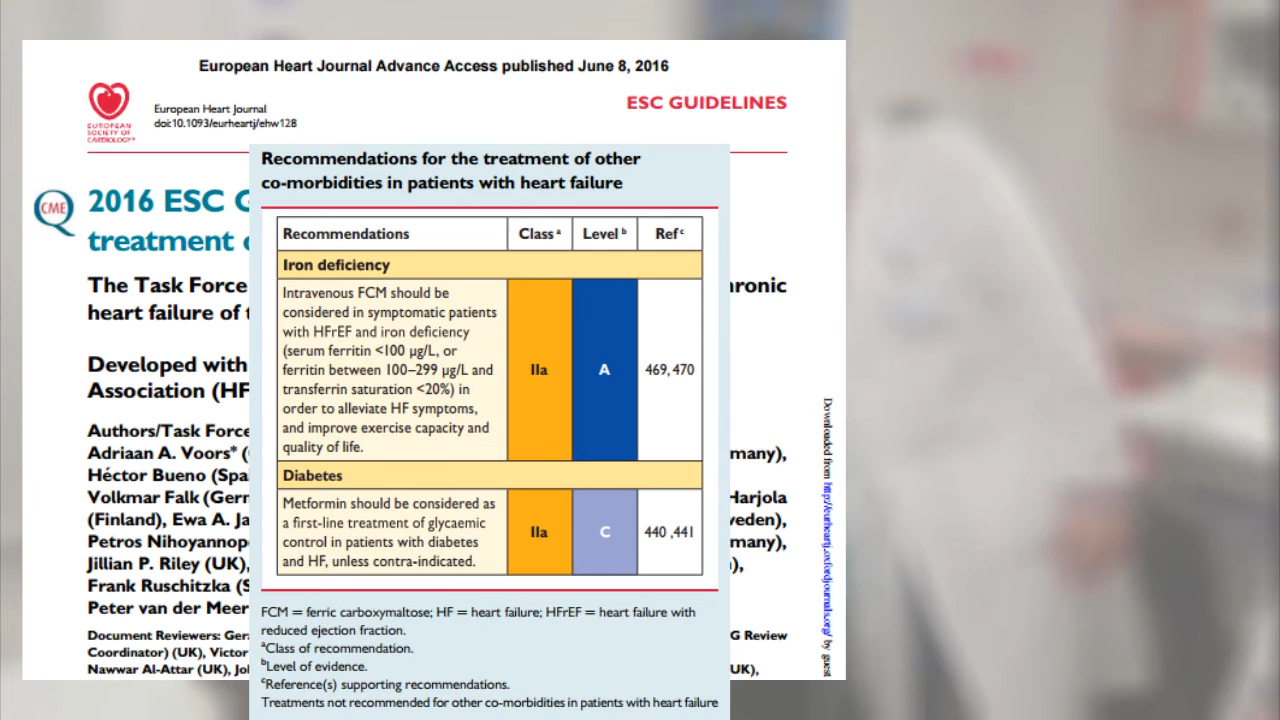 European Heart Journal Advance Access published June 8, 2016
EUROPEAN
SOCIETY OF
CARDIOLOGY®
European Heart Journal
doi:10.1093/eurheartj/ehw128
ESC GUIDELINES
CME
2016 ESC G
treatment
The Task Force
hronic
heart failure of
Developed with
Association (HF
Authors/Task Force
Adriaan A. Voors* (
many),
Héctor Bueno (Spa
Volkmar Falk (Germ
Harjola
(Finland), Ewa A. Ja
veden),
Petros Nihoyannop
many),
Jillian P. Riley (UK),
),
Frank Ruschitzka (S
Peter van der Meer
Document Reviewers: Ger
G Review
Coordinator) (UK), Victor
Nawwar Al-Attar (UK), Jo
UK),
Recommendations for the treatment of other
co-morbidities in patients with heart failure
Recommendations Class a Level b Ref c
Iron deficiency
Intravenous FCM should be
considered in symptomatic patients
with HFrEF and iron deficiency
(serum ferritin <100 µg/L, or
ferritin between 100–299 µg/L and
transferrin saturation <20%) in
order to alleviate HF symptoms,
and improve exercise capacity and
quality of life.
IIa A 469, 470
Diabetes
Metformin should be considered as
a first-line treatment of glycaemic
control in patients with diabetes
and HF, unless contra-indicated.
IIa C 440 ,441
FCM = ferric carboxymaltose; HF = heart failure; HFrEF = heart failure with
reduced ejection fraction.
aClass of recommendation.
bLevel of evidence.
cReference(s) supporting recommendations.
Treatments not recommended for other co-morbidities in patients with heart failure
Downloaded from http://eurheartj.oxfordjournals.org/ by guest